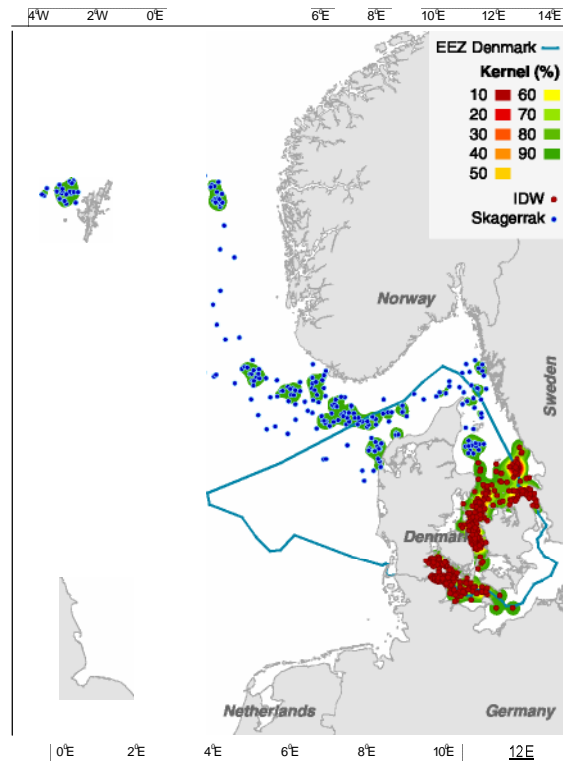 4°W 2°W 0°E 6°E 8°E 10°E 12°E 14°E
EEZ Denmark
Kernel (%)
10 60
20 70
30 80
40 90
50
IDW
Skagerrak
Norway
Sweden
Denmark
Netherlands
Germany
0°E 2°E 4°E 6°E 8°E 10°E 12°E